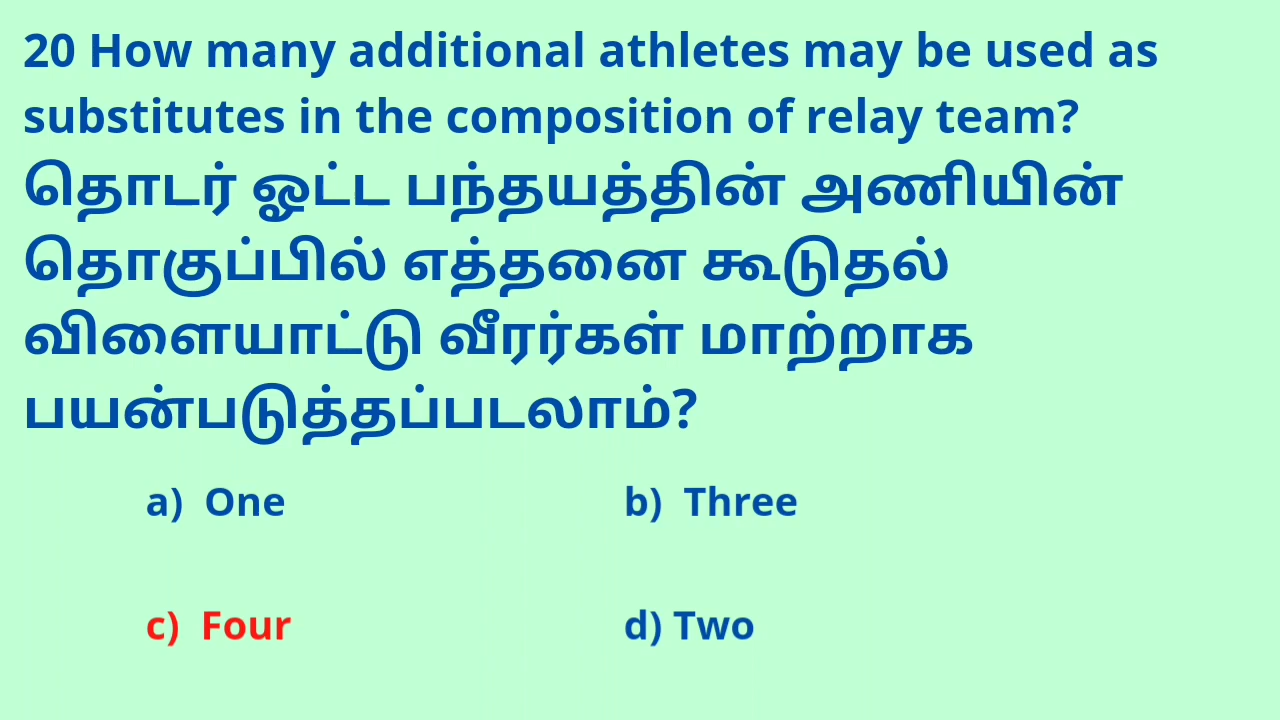 20 How many additional athletes may be used as
substitutes in the composition of relay team?
தொடர் ஓட்ட பந்தயத்தின் அணியின்
தொகுப்பில் எத்தனை கூடுதல்
விளையாட்டு வீரர்கள் மாற்றாக
பயன்படுத்தப்படலாம்?
a) One b) Three
c) Four d) Two